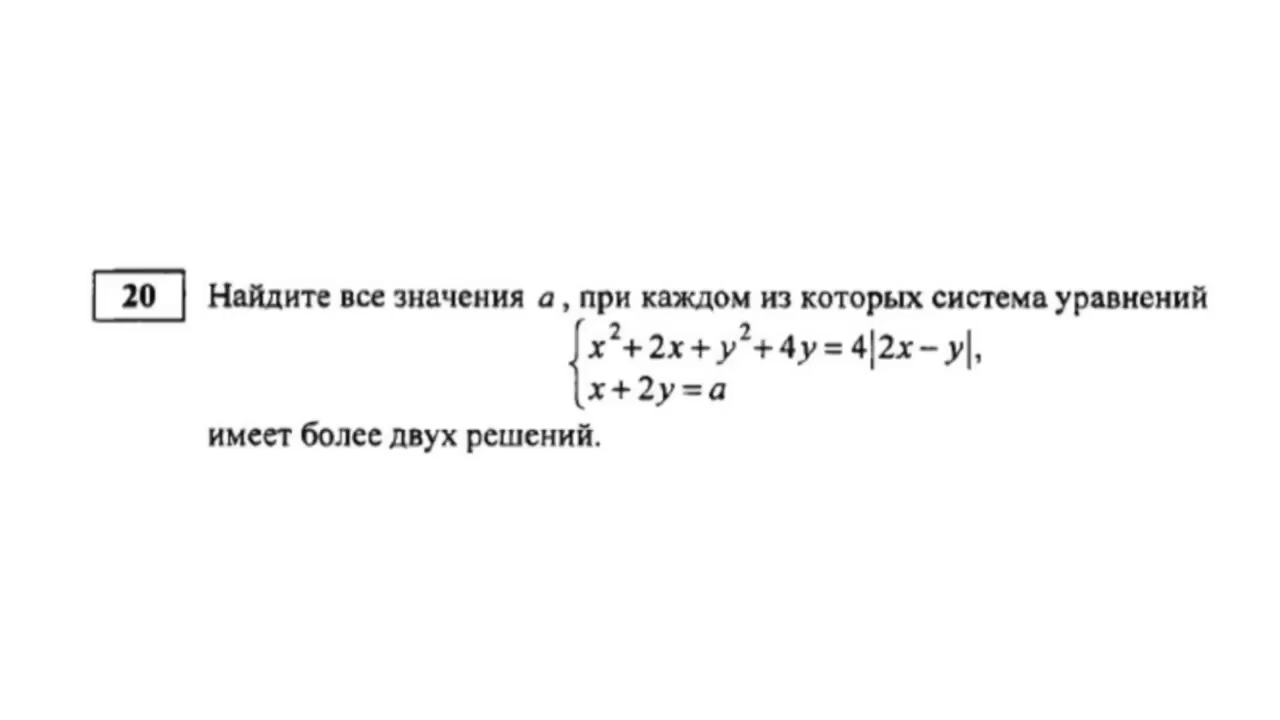 20 Найдите все значения a, при каждом из которых система уравнений
x²+2x+y²+4y=4|2x−y|,
x+2y=a
имеет более двух решений.